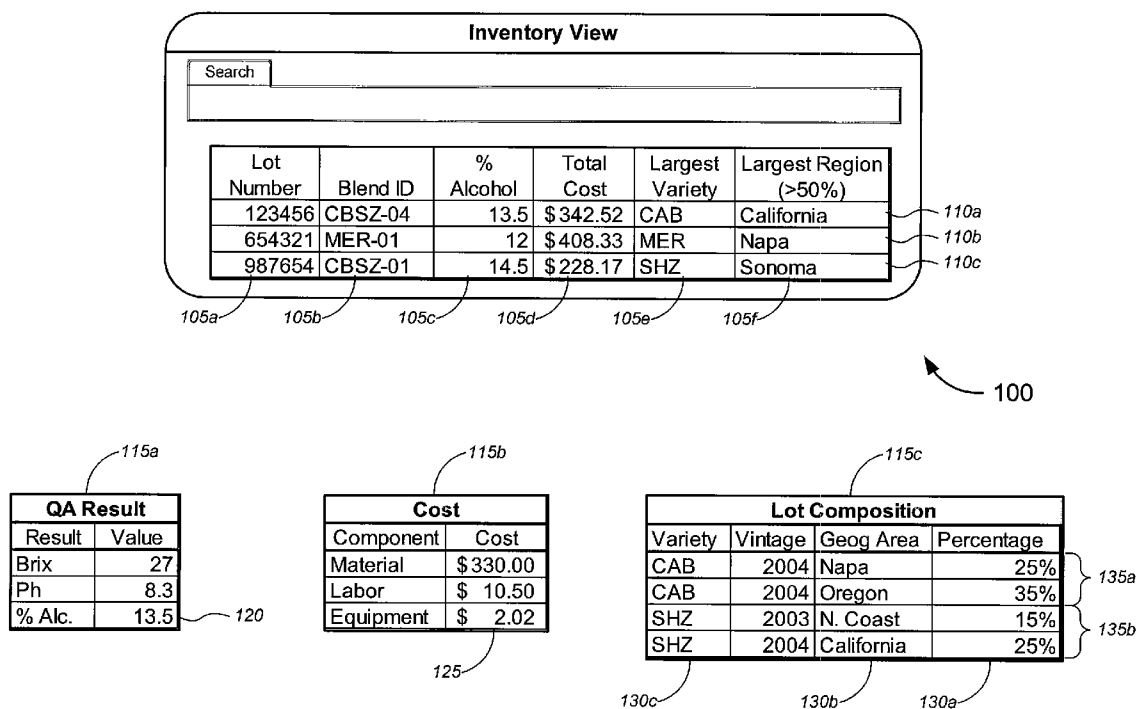 Inventory View
Search
Lot Number Blend ID % Alcohol Total Cost Largest Variety Largest Region (>50%)
123456 CBSZ-04 13.5 $342.52 CAB California 110a
654321 MER-01 12 $408.33 MER Napa 110b
987654 CBSZ-01 14.5 $228.17 SHZ Sonoma 110c
105a 105b 105c 105d 105e 105f
100
115a
QA Result
Result Value
Brix 27
Ph 8.3
% Alc. 13.5 120
115b
Cost
Component Cost
Material $330.00
Labor $ 10.50
Equipment $ 2.02
125
115c
Lot Composition
Variety Vintage Geog Area Percentage
CAB 2004 Napa 25%
CAB 2004 Oregon 35%
135a
SHZ 2003 N. Coast 15%
SHZ 2004 California 25%
135b
130c 130b 130a